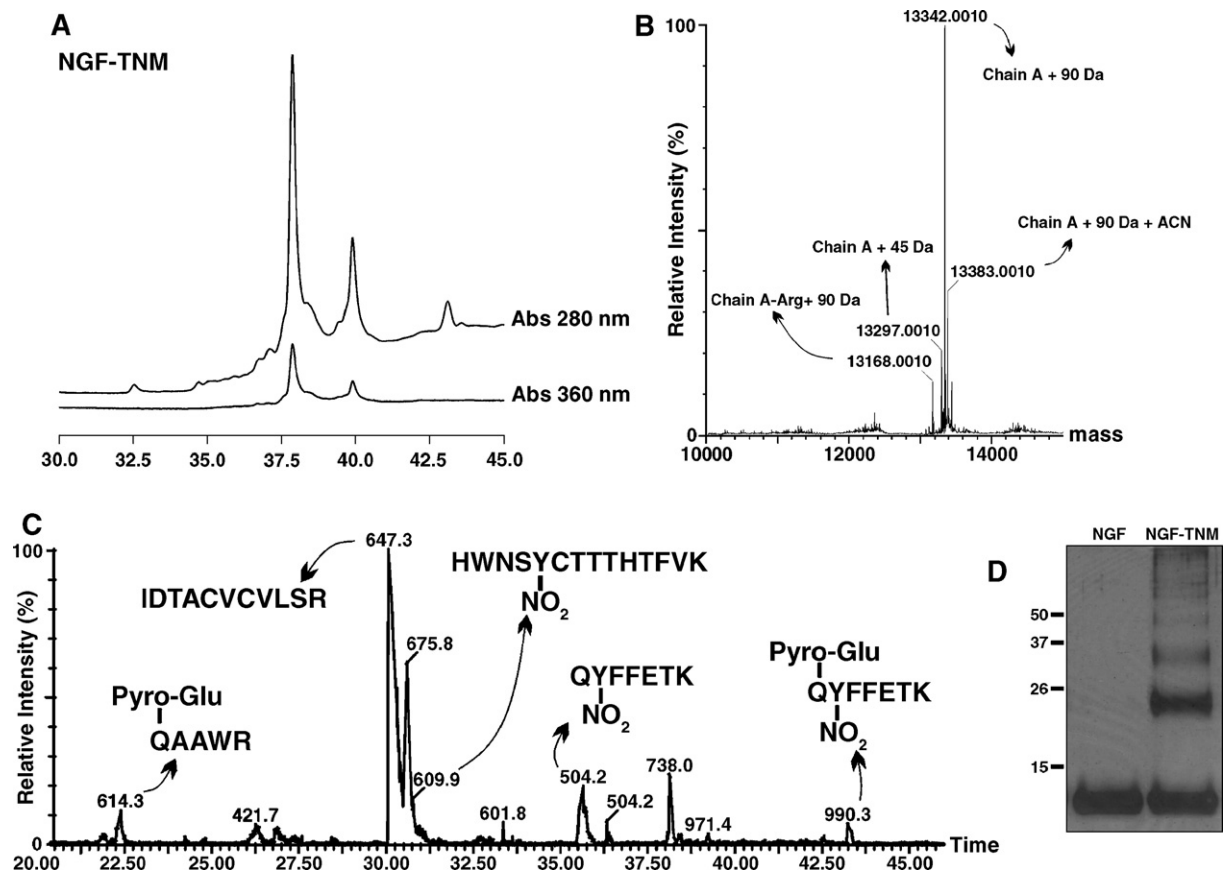 A
NGF-TNM
Abs 280 nm
Abs 360 nm
30.0 32.5 35.0 37.5 40.0 42.5 45.0
B
Relative Intensity (%)
100
0
13342.0010
Chain A + 90 Da
Chain A + 90 Da + ACN
Chain A + 45 Da
13383.0010
Chain A-Arg+ 90 Da
13297.0010
13168.0010
10000 12000 14000
mass
C
Relative Intensity (%)
100
0
647.3
HWNSYCTTTHTFVK
NO2
IDTACVCVLSR
675.8
Pyro-Glu
QAAWR
QYFFETK
NO2
Pyro-Glu
QYFFETK
NO2
614.3
421.7
609.9
601.8
504.2
504.2
738.0
971.4
990.3
20.00 22.50 25.00 27.50 30.00 32.50 35.00 37.50 40.00 42.50 45.00
Time
D
NGF NGF-TNM
50
37
26
15